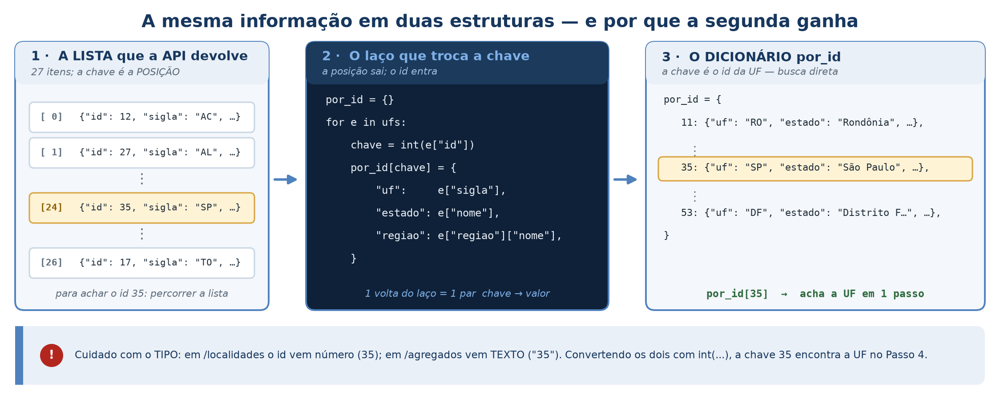 A mesma informação em duas estruturas — e por que a segunda ganha
1 ·  A LISTA que a API devolve
27 itens; a chave é a POSIÇÃO
[ 0]   {"id": 12, "sigla": "AC", …}
[ 1]   {"id": 27, "sigla": "AL", …}
⋮
[24]   {"id": 35, "sigla": "SP", …}
⋮
[26]   {"id": 17, "sigla": "TO", …}
para achar o id 35: percorrer a lista
2 ·  O laço que troca a chave
a posição sai; o id entra
por_id = {}
for e in ufs:
    chave = int(e["id"])
    por_id[chave] = {
        "uf":     e["sigla"],
        "estado": e["nome"],
        "regiao": e["regiao"]["nome"],
    }
1 volta do laço = 1 par  chave → valor
3 ·  O DICIONÁRIO por_id
a chave é o id da UF — busca direta
por_id = {
   11: {"uf": "RO", "estado": "Rondônia", …},
⋮
   35: {"uf": "SP", "estado": "São Paulo", …},
⋮
   53: {"uf": "DF", "estado": "Distrito F…", …},
}
por_id[35]  →  acha a UF em 1 passo
! Cuidado com o TIPO: em /localidades o id vem número (35); em /agregados vem TEXTO ("35"). Convertendo os dois com int(...), a chave 35 encontra a UF no Passo 4.